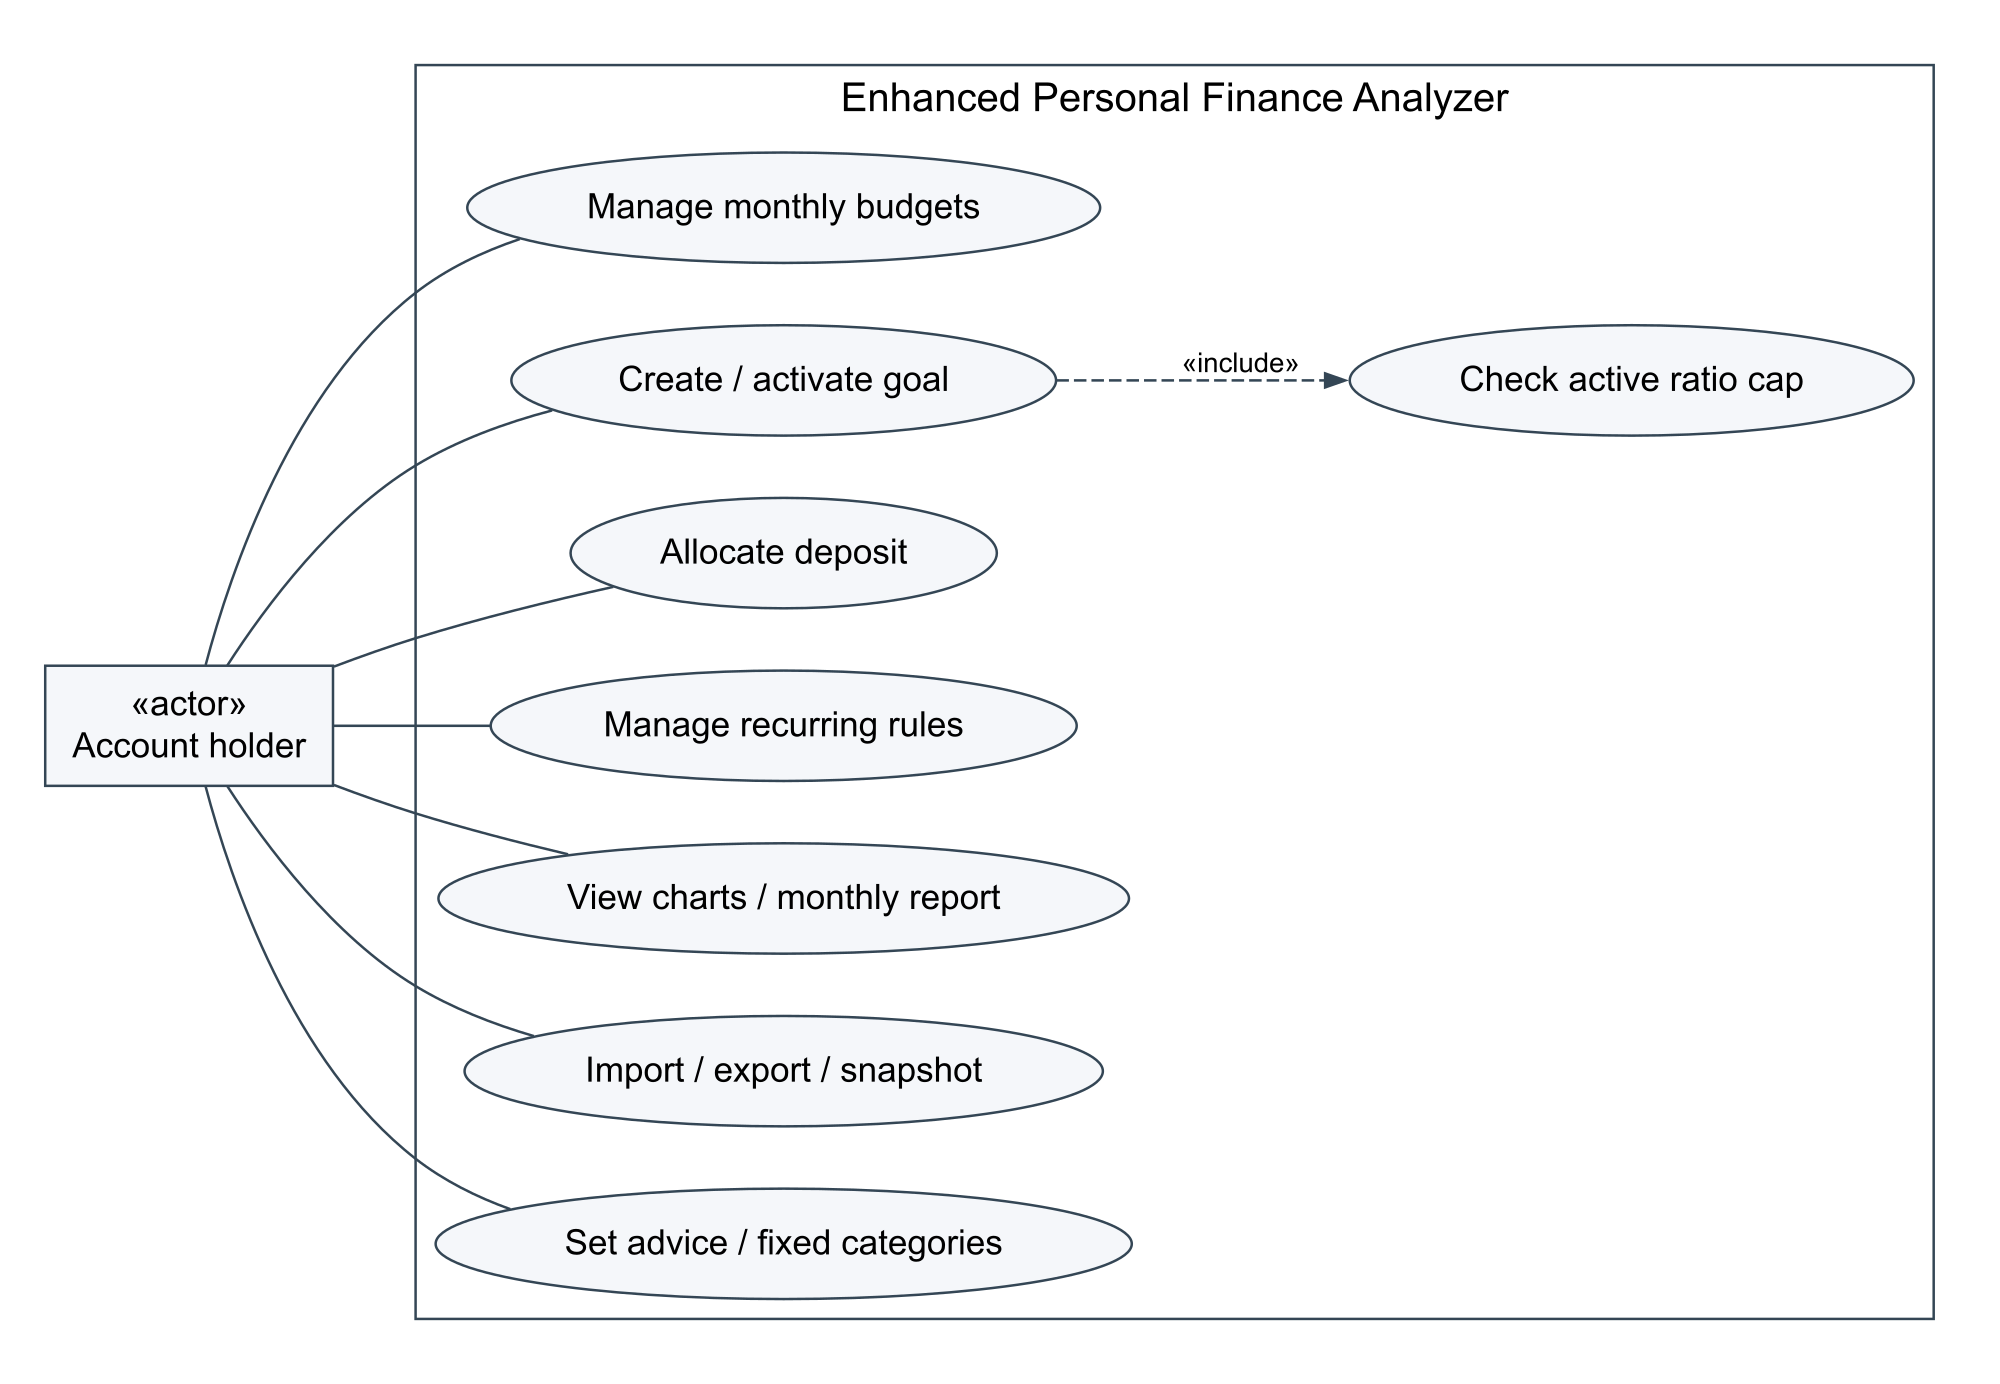 Enhanced Personal Finance Analyzer
Manage monthly budgets
Create / activate goal
«include»
Check active ratio cap
Allocate deposit
«actor»
Account holder
Manage recurring rules
View charts / monthly report
Import / export / snapshot
Set advice / fixed categories